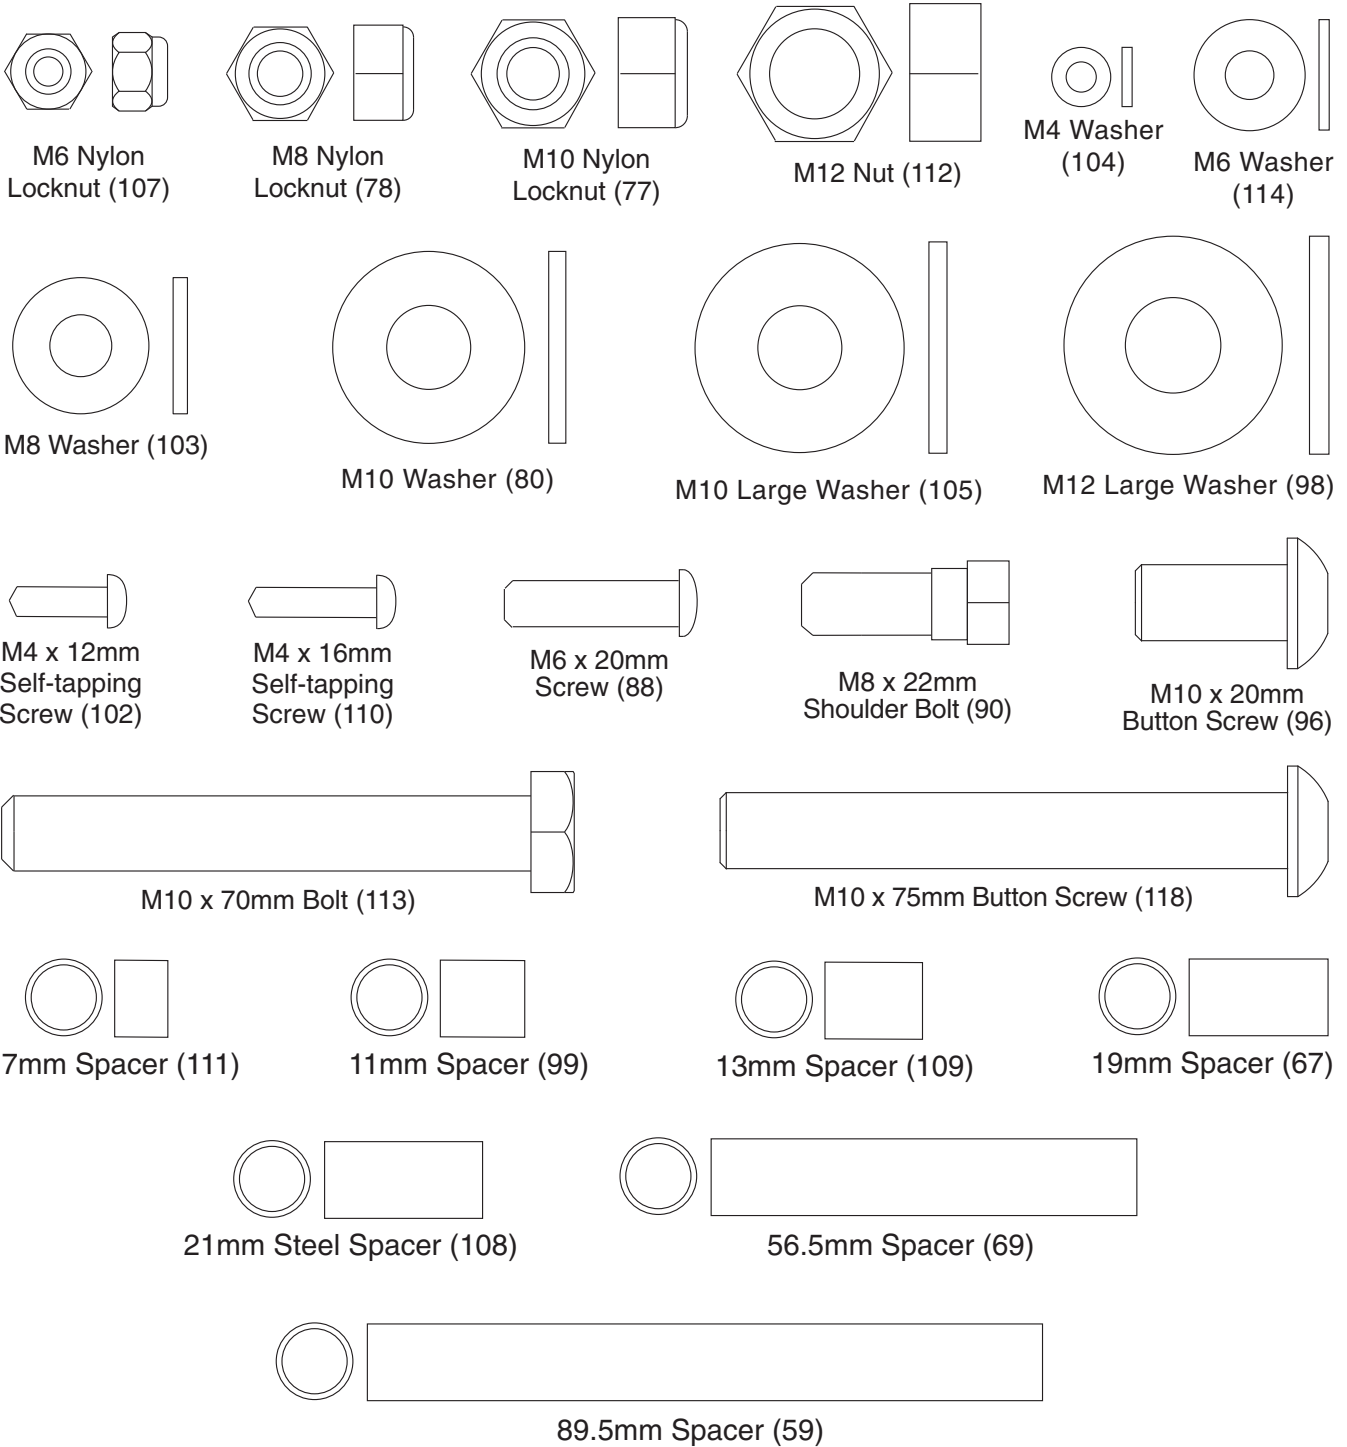 M6 Nylon
Locknut (107)
M8 Nylon
Locknut (78)
M10 Nylon
Locknut (77)
M12 Nut (112)
M4 Washer
(104)
M6 Washer
(114)
M8 Washer (103)
M10 Washer (80)
M10 Large Washer (105)
M12 Large Washer (98)
M4 x 12mm
Self-tapping
Screw (102)
M4 x 16mm
Self-tapping
Screw (110)
M6 x 20mm
Screw (88)
M8 x 22mm
Shoulder Bolt (90)
M10 x 20mm
Button Screw (96)
M10 x 70mm Bolt (113)
M10 x 75mm Button Screw (118)
7mm Spacer (111)
11mm Spacer (99)
13mm Spacer (109)
19mm Spacer (67)
21mm Steel Spacer (108)
56.5mm Spacer (69)
89.5mm Spacer (59)